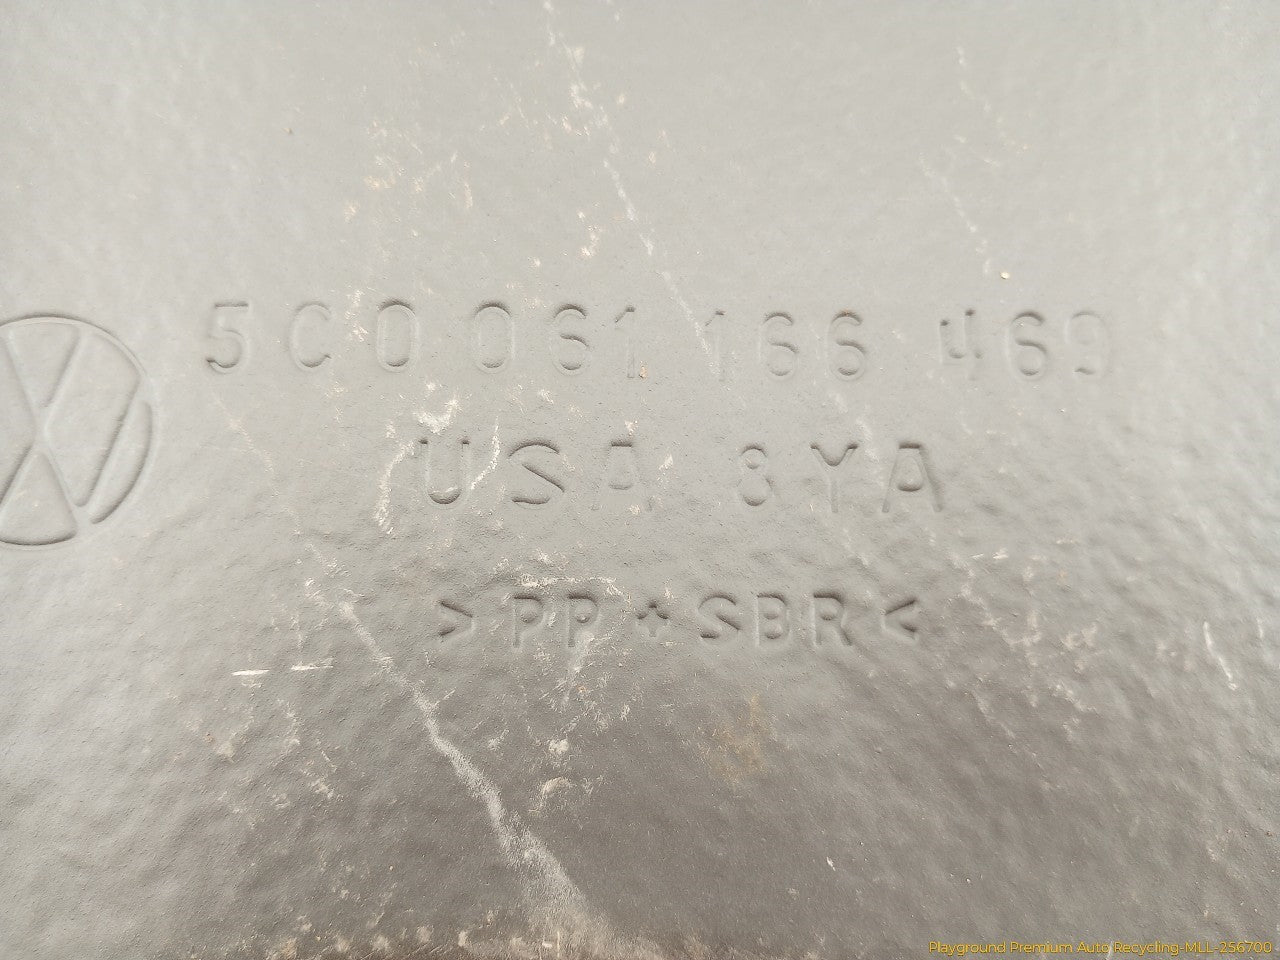 5C0 061 166 469
USA 8YA
>PP+SBR<
Playground Premium Auto Recycling-MLL-256700